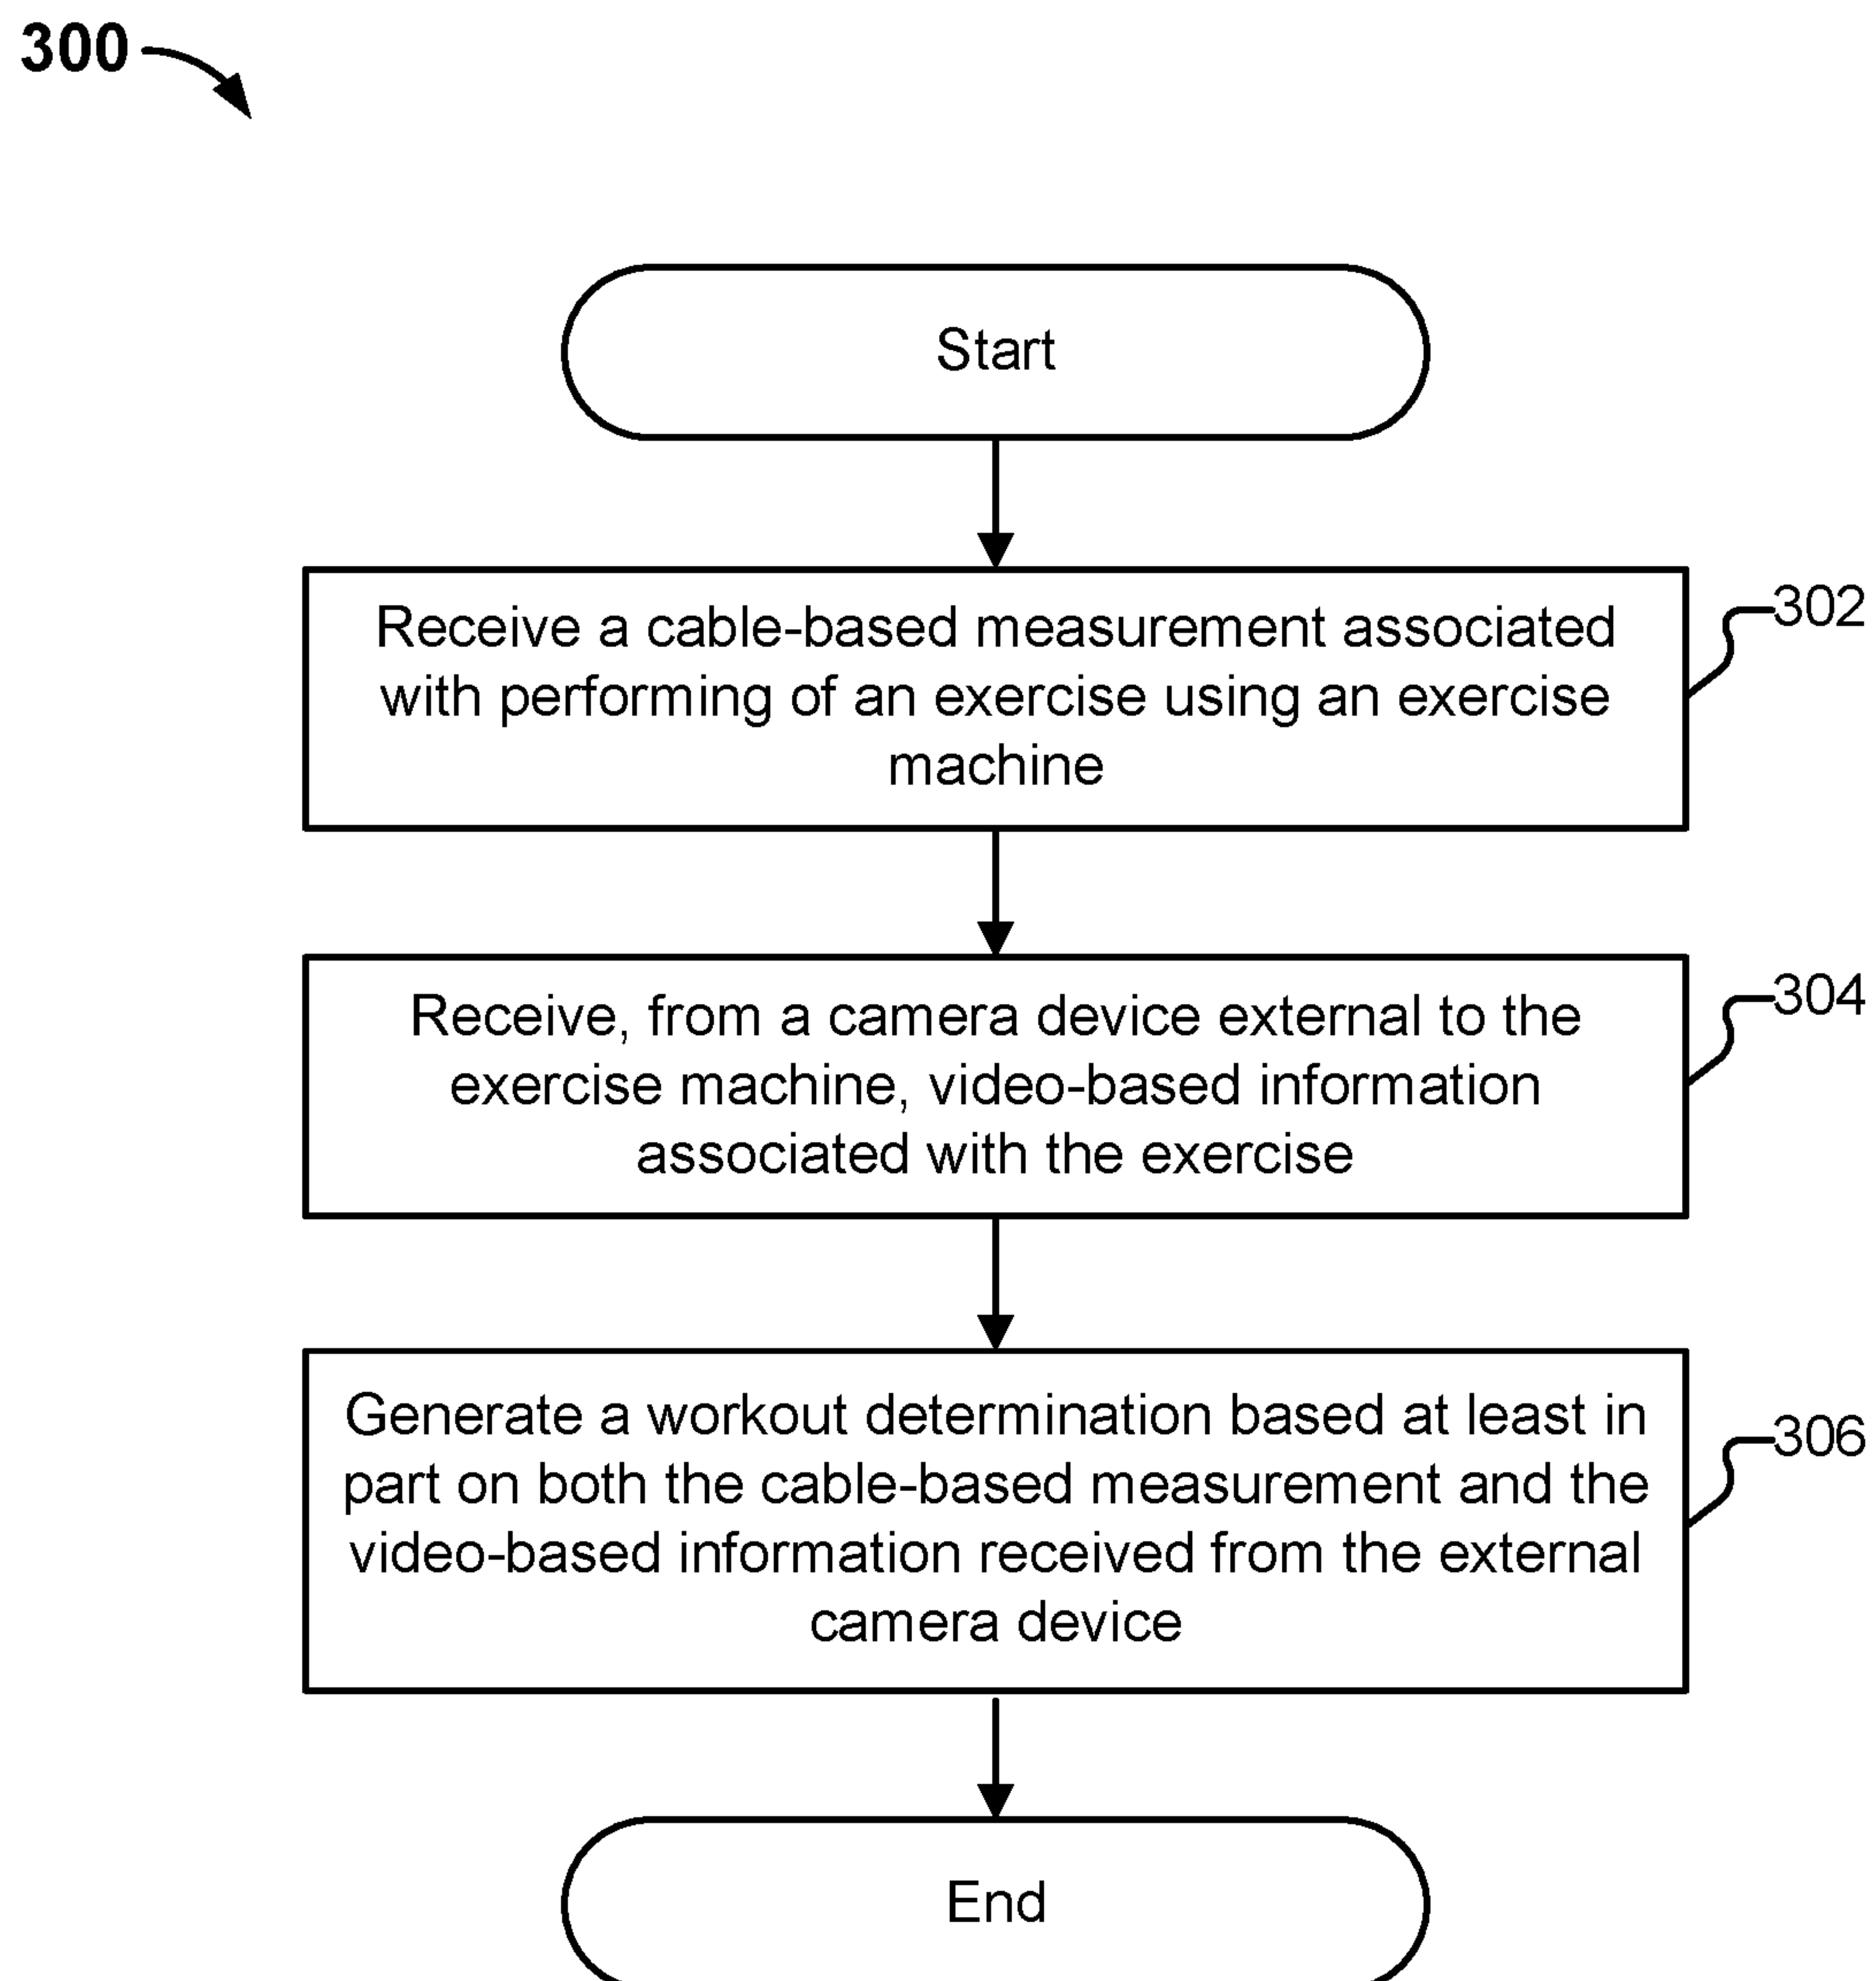 300
Start
Receive a cable-based measurement associated
with performing of an exercise using an exercise
machine
302
Receive, from a camera device external to the
exercise machine, video-based information
associated with the exercise
304
Generate a workout determination based at least in
part on both the cable-based measurement and the
video-based information received from the external
camera device
306
End